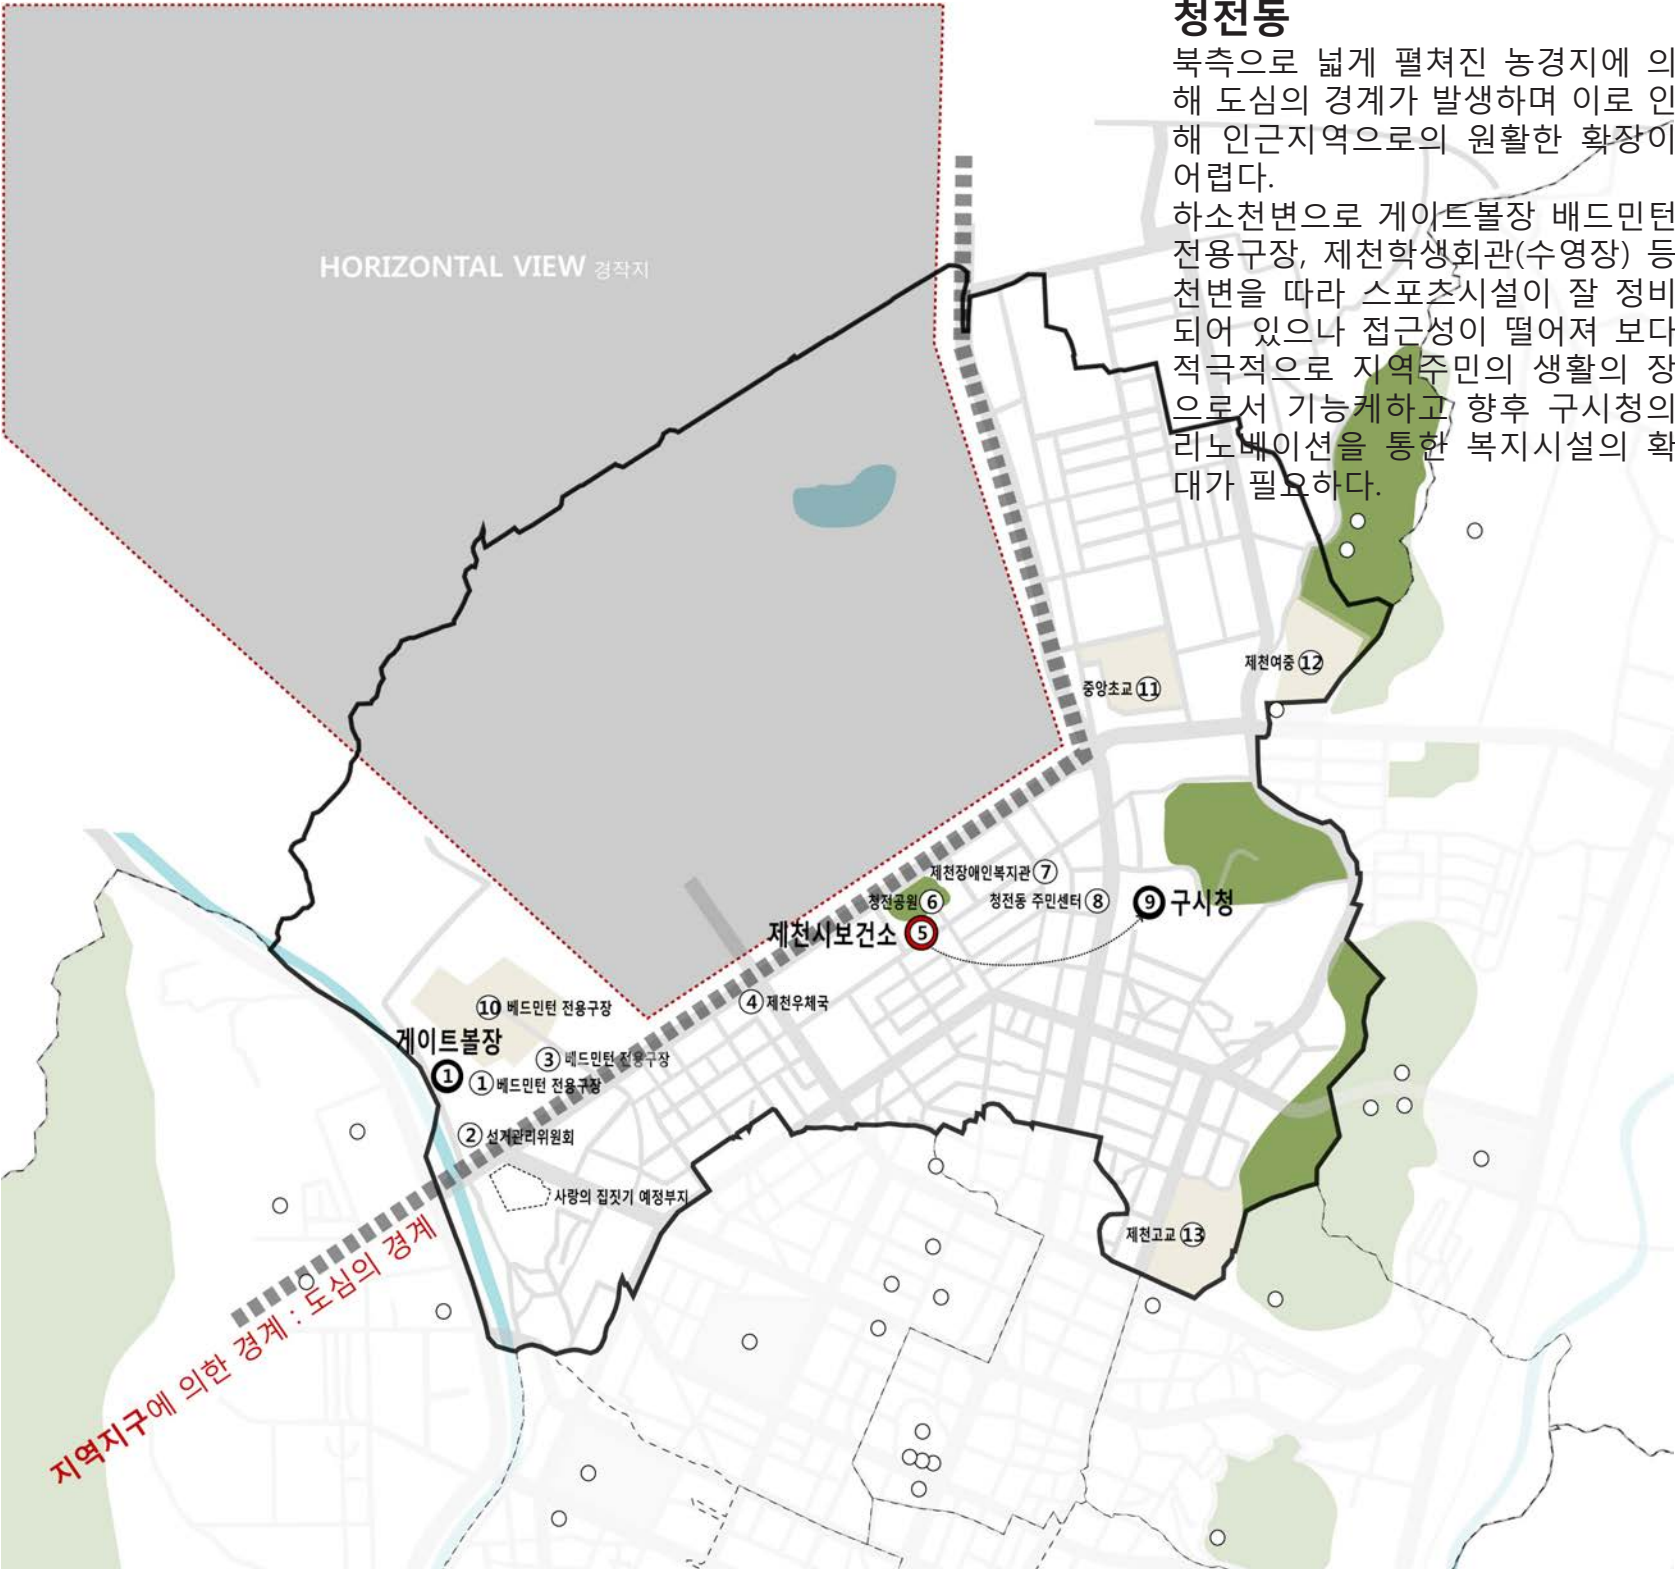 청전동
북측으로 넓게 펼쳐진 농경지에 의
해 도심의 경계가 발생하며 이로 인
해 인근지역으로의 원활한 확장이
어렵다.
하소천변으로 게이트볼장 배드민턴
전용구장, 제천학생회관(수영장) 등
천변을 따라 스포츠시설이 잘 정비
되어 있으나 접근성이 떨어져 보다
적극적으로 지역주민의 생활의 장
으로서 기능케하고 향후 구시청의
리노베이션을 통한 복지시설의 확
대가 필요하다.
HORIZONTAL VIEW 경작지
제천여중 12
중앙초교 11
제천장애인복지관 7
청전공원 6
청전동 주민센터 8
9 구시청
제천시보건소 5
4 제천우체국
10 베드민턴 전용구장
게이트볼장
3 베드민턴 전용구장
1
1 베드민턴 전용구장
2 선거관리위원회
사랑의 집짓기 예정부지
제천고교 13
지역지구에 의한 경계 : 도심의 경계